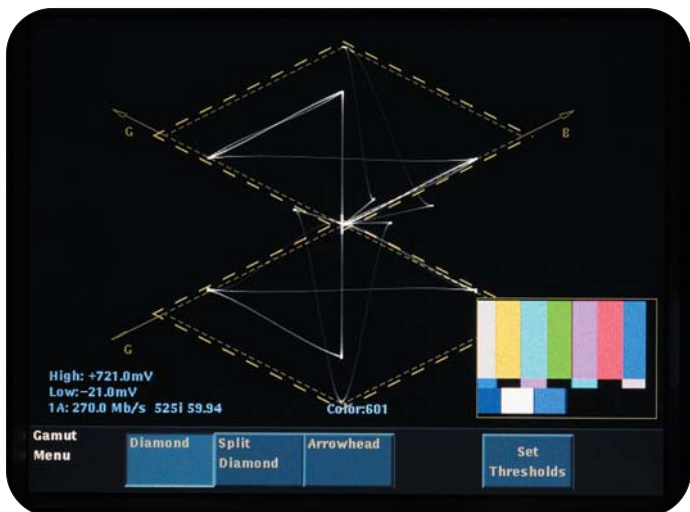 G
B
G
High: +721.0mV
Low:-21.0mV
1A: 270.0 Mb/s 525i 59.94
Color:601
Gamut
Menu
Diamond
Split
Diamond
Arrowhead
Set
Thresholds